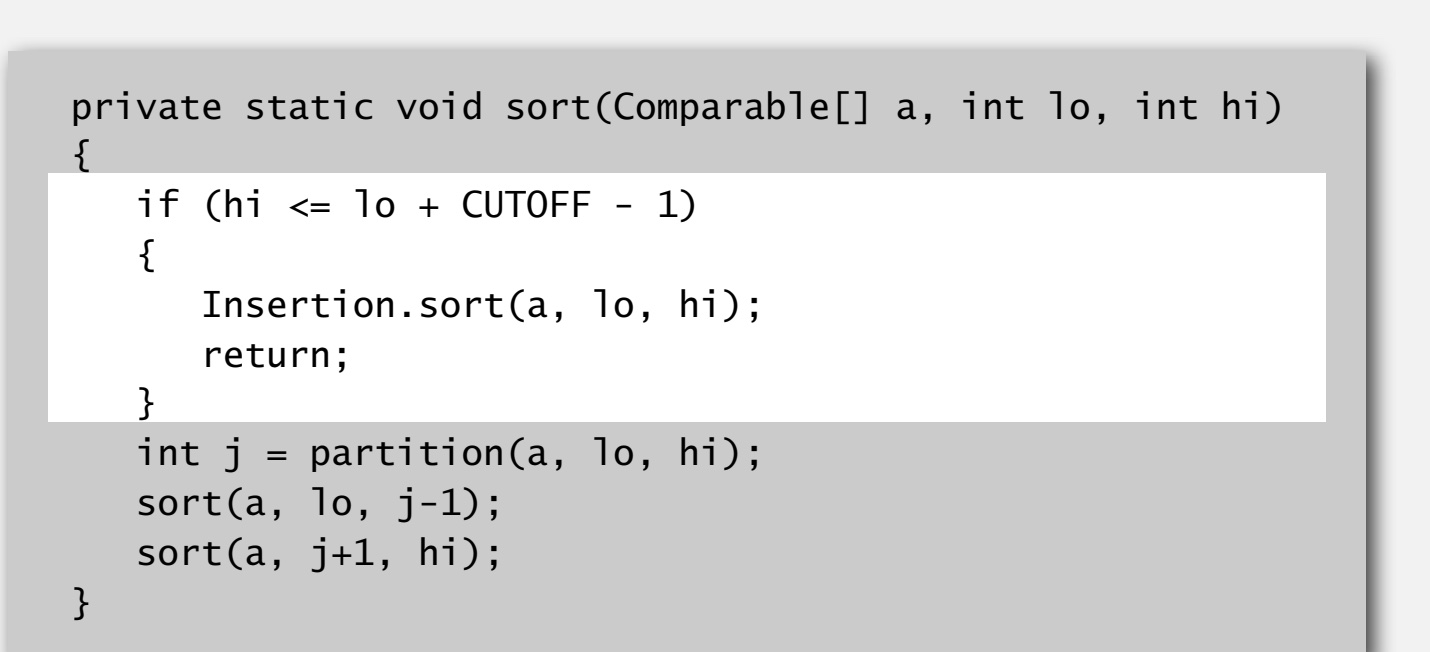 private static void sort(Comparable[] a, int lo, int hi)
{
if (hi <= lo + CUTOFF - 1)
{
Insertion.sort(a, lo, hi);
return;
}
int j = partition(a, lo, hi);
sort(a, lo, j-1);
sort(a, j+1, hi);
}